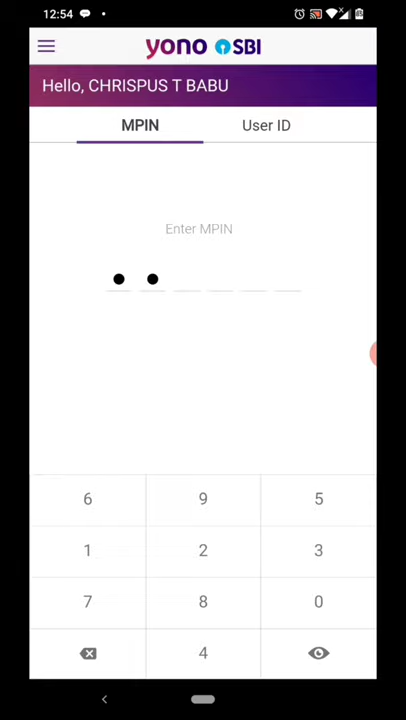 12:54
yono SBI
Hello, CHRISPUS T BABU
MPIN User ID
Enter MPIN
6 9 5
1 2 3
7 8 0
4